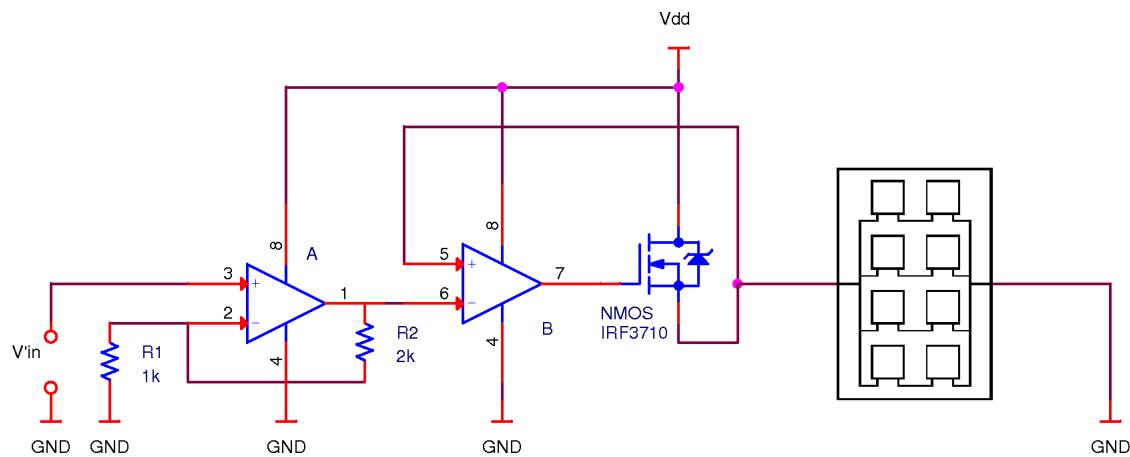 Vdd
8
A
3
+
1
2
−
4
R1
1k
R2
2k
V'in
8
5
+
7
6
−
4
B
NMOS
IRF3710
GND
GND
GND
GND
GND